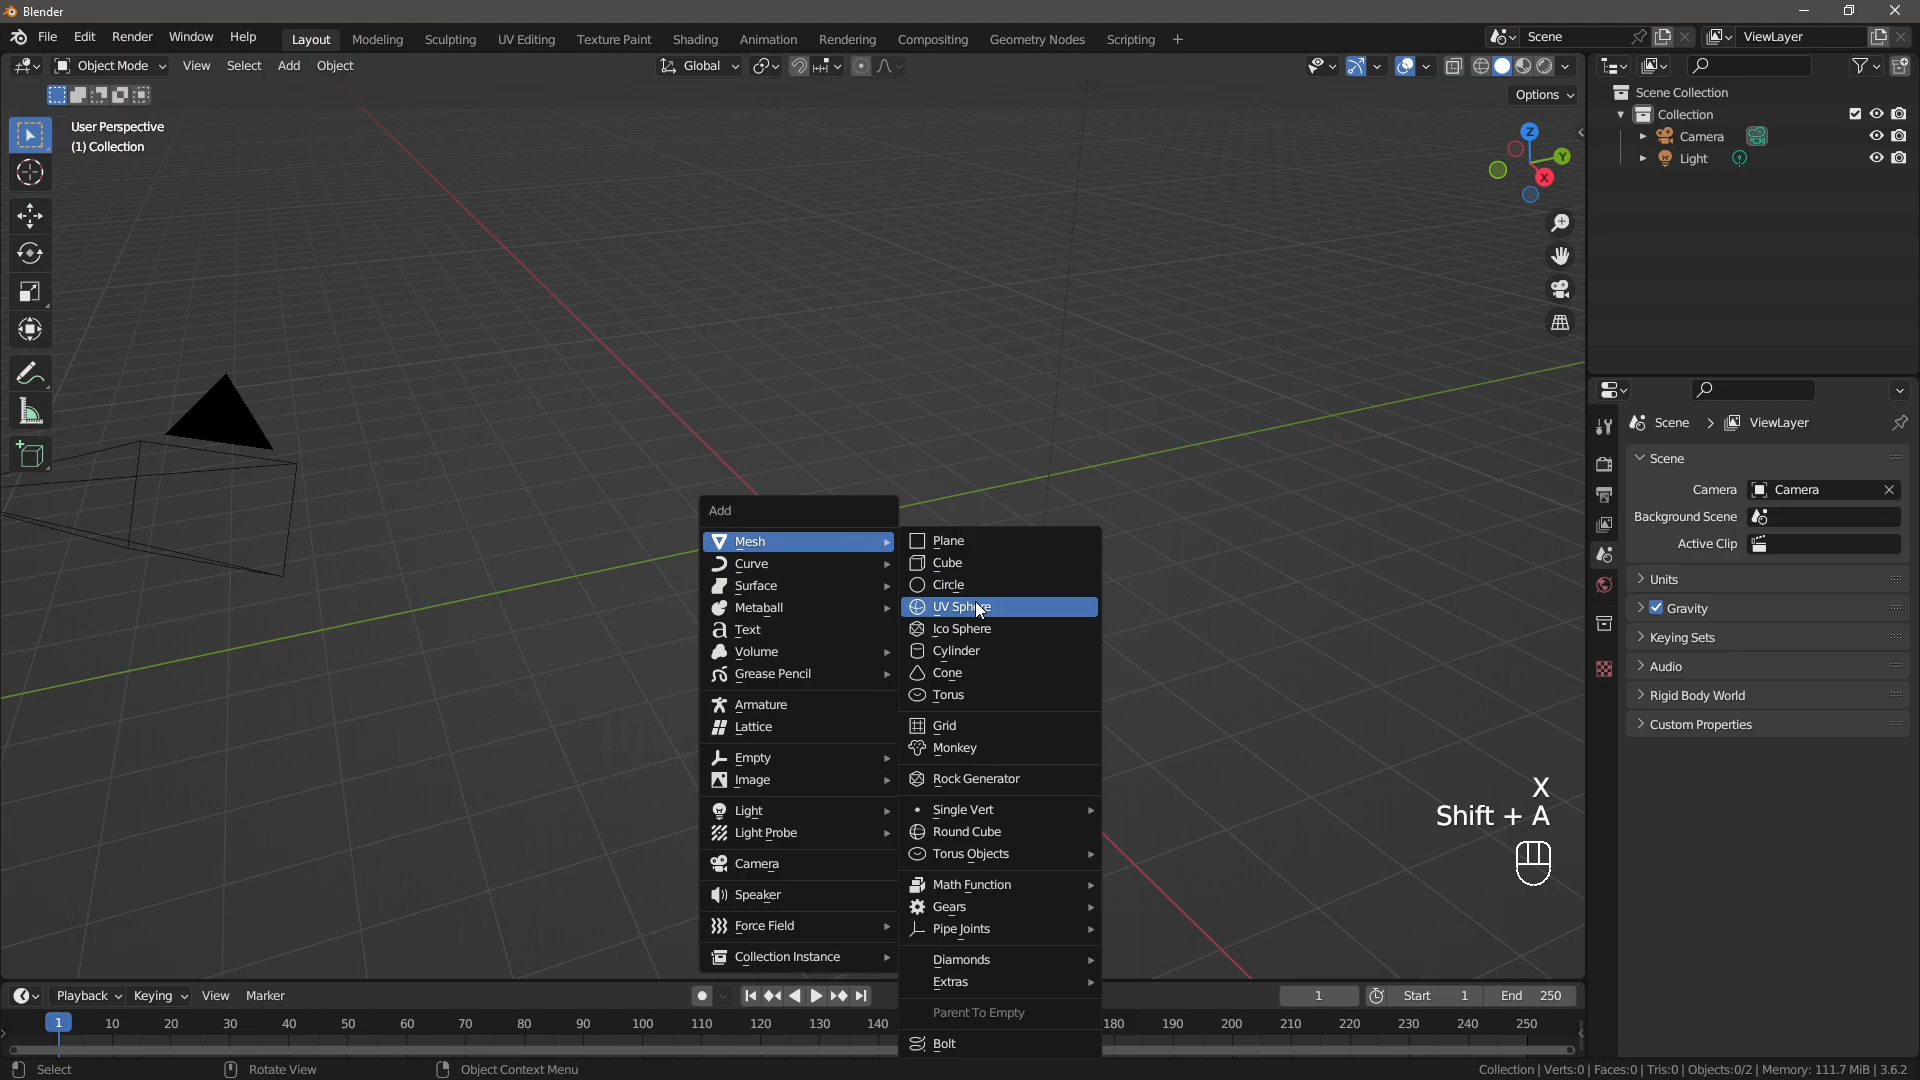 Blender
File Edit Render Window Help
Layout Modeling Sculpting UV Editing Texture Paint Shading Animation Rendering Compositing Geometry Nodes Scripting +
Scene
ViewLayer
Object Mode View Select Add Object
Global
Options
User Perspective
(1) Collection
Z
Y
X
Scene Collection
Collection
Camera
Light
Scene > ViewLayer
Scene
Camera Camera
Background Scene
Active Clip
Units
Gravity
Keying Sets
Audio
Rigid Body World
Custom Properties
Add
Mesh
Curve
Surface
Metaball
Text
Volume
Grease Pencil
Armature
Lattice
Empty
Image
Light
Light Probe
Camera
Speaker
Force Field
Collection Instance
Plane
Cube
Circle
UV Sphere
Ico Sphere
Cylinder
Cone
Torus
Grid
Monkey
Rock Generator
Single Vert
Round Cube
Torus Objects
Math Function
Gears
Pipe Joints
Diamonds
Extras
Parent To Empty
Bolt
X
Shift + A
Playback Keying View Marker
1 Start 1 End 250
1 10 20 30 40 50 60 70 80 90 100 110 120 130 140 180 190 200 210 220 230 240 250
Select Rotate View Object Context Menu
Collection | Verts:0 | Faces:0 | Tris:0 | Objects:0/2 | Memory: 111.7 MiB | 3.6.2